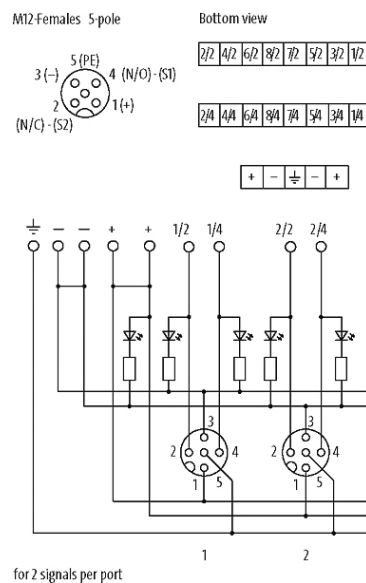 M12-Females 5-pole
Bottom view
5 (PE)
3 (–)
4 (N/O) - (S1)
2
1 (+)
(N/C) - (S2)
2/2 4/2 6/2 8/2 7/2 5/2 3/2 1/2
2/4 4/4 6/4 8/4 7/4 5/4 3/4 1/4
+ – ⏚ – +
⏚ – – + + 1/2 1/4 2/2 2/4
3 3
2 4 2 4
1 5 1 5
1 2
for 2 signals per port